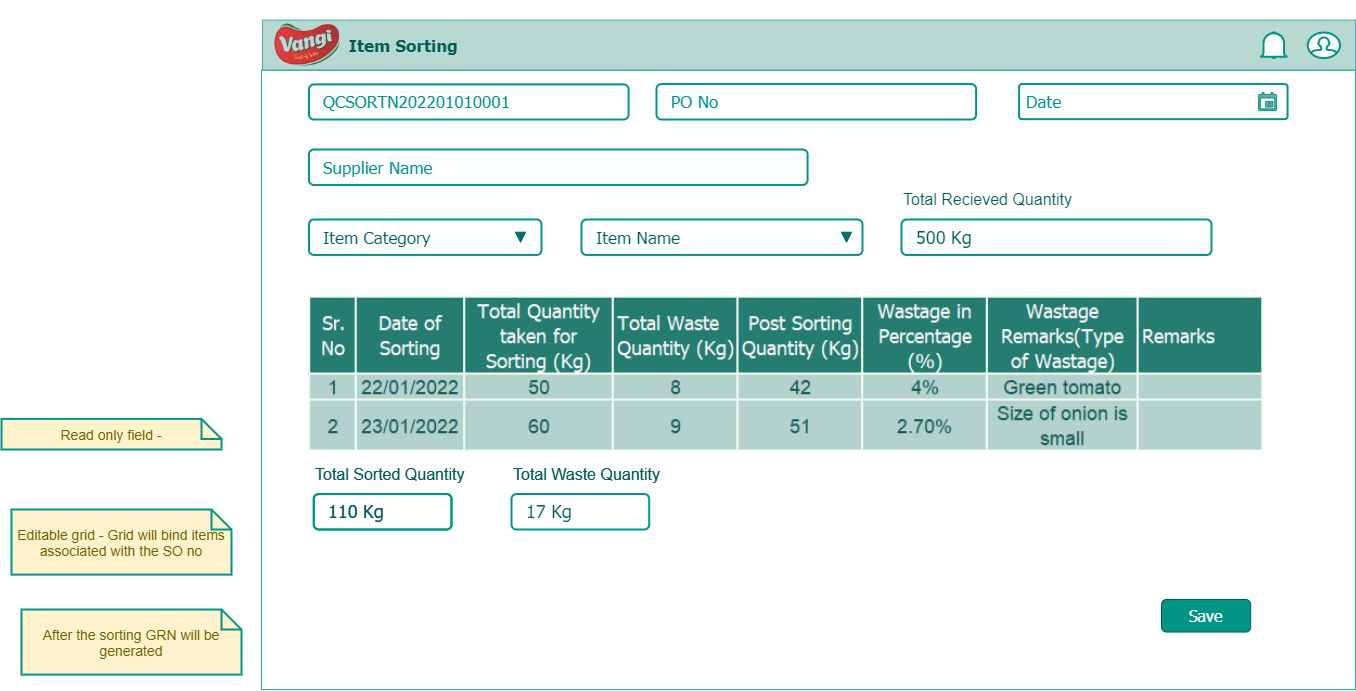 Vangi
Item Sorting
QCSORTN202201010001
PO No
Date
Supplier Name
Total Recieved Quantity
Item Category
Item Name
500 Kg
Sr. No
Date of Sorting
Total Quantity taken for Sorting (Kg)
Total Waste Quantity (Kg)
Post Sorting Quantity (Kg)
Wastage in Percentage (%)
Wastage Remarks(Type of Wastage)
Remarks
1 22/01/2022 50 8 42 4% Green tomato
2 23/01/2022 60 9 51 2.70% Size of onion is small
Total Sorted Quantity
Total Waste Quantity
110 Kg
17 Kg
Save
Read only field -
Editable grid - Grid will bind items
associated with the SO no
After the sorting GRN will be
generated